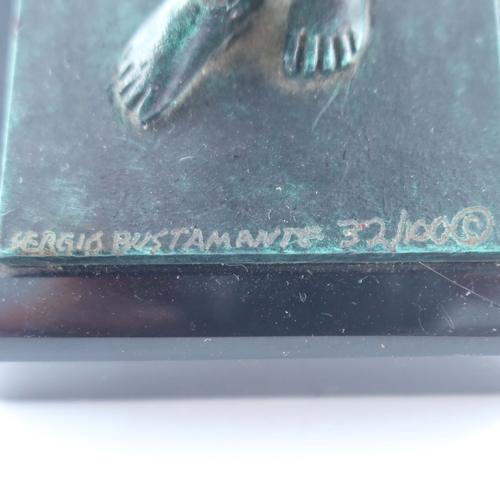 SERGIO BUSTAMANTE 32/100 ©